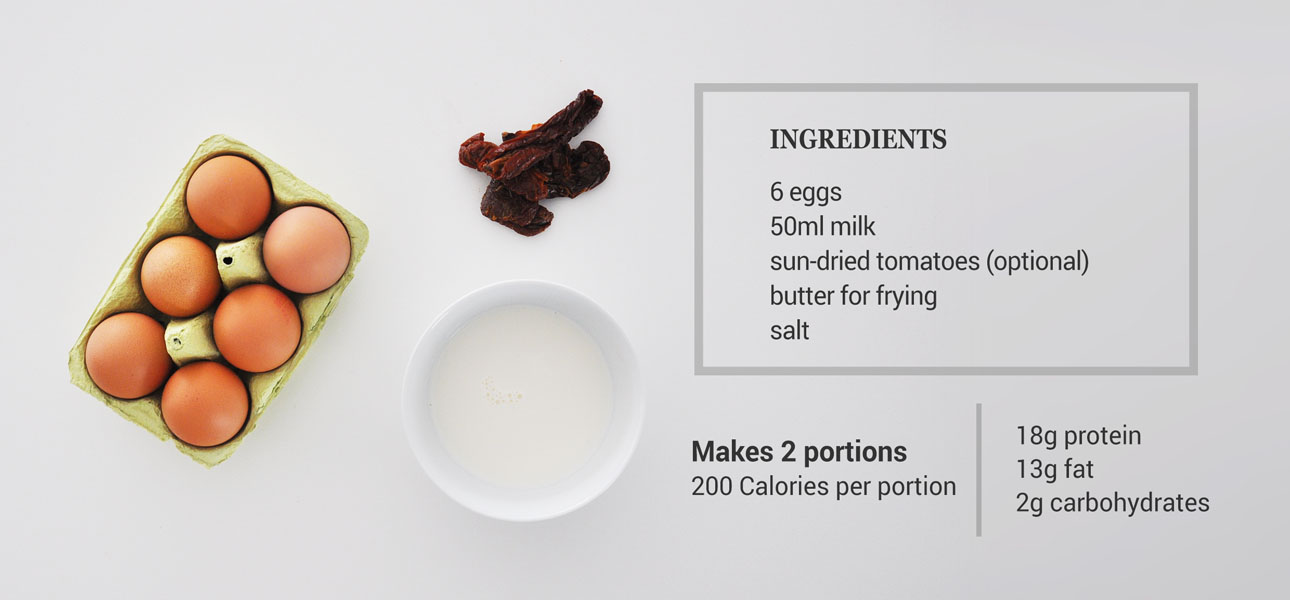 INGREDIENTS
6 eggs
50ml milk
sun-dried tomatoes (optional)
butter for frying
salt
Makes 2 portions
200 Calories per portion
18g protein
13g fat
2g carbohydrates